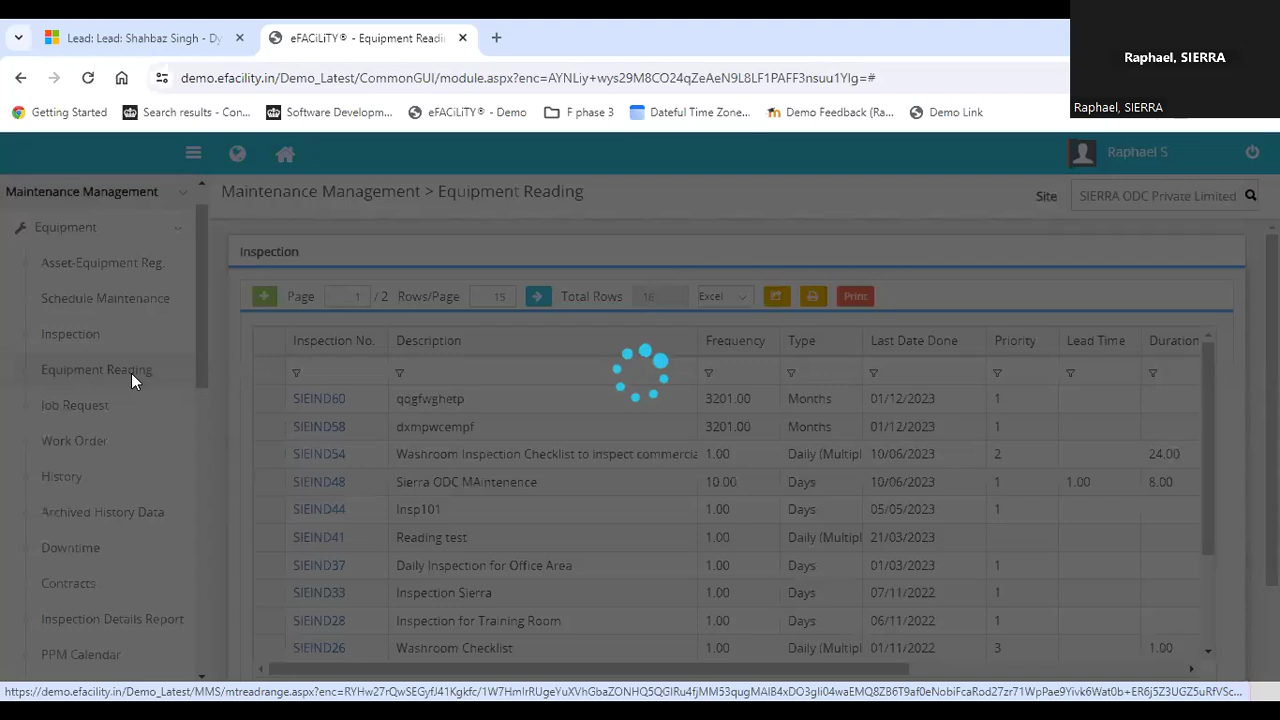 Lead: Lead: Shahbaz Singh - Dy
eFACiLiTY® - Equipment Readi
demo.efacility.in/Demo_Latest/CommonGUI/module.aspx?enc=AYNLiy+wys29M8CO24qZeAeN9L8LF1PAFF3nsuu1YIg=#
Raphael, SIERRA
Raphael, SIERRA
Getting Started
Search results - Con...
Software Developm...
eFACiLiTY® - Demo
F phase 3
Dateful Time Zone...
Demo Feedback (Ra...
Demo Link
Raphael S
Maintenance Management
Maintenance Management > Equipment Reading
Site
SIERRA ODC Private Limited
Equipment
Asset-Equipment Reg.
Schedule Maintenance
Inspection
Equipment Reading
Job Request
Work Order
History
Archived History Data
Downtime
Contracts
Inspection Details Report
PPM Calendar
Inspection
Page 1 / 2 Rows/Page 15 Total Rows 16 Excel Print
Inspection No. Description Frequency Type Last Date Done Priority Lead Time Duration
SIEIND60 qqgfwghetp 3201.00 Months 01/12/2023 1
SIEIND58 dxmpwcempf 3201.00 Months 01/12/2023 1
SIEIND54 Washroom Inspection Checklist to inspect commercia 1.00 Daily (Multipl 10/06/2023 2 24.00
SIEIND48 Sierra ODC MAintenence 10.00 Days 10/06/2023 1 1.00 8.00
SIEIND44 Insp101 1.00 Days 05/05/2023 1
SIEIND41 Reading test 1.00 Daily (Multipl 21/03/2023
SIEIND37 Daily Inspection for Office Area 1.00 Days 01/03/2023 1
SIEIND33 Inspection Sierra 1.00 Days 07/11/2022 1
SIEIND28 Inspection for Training Room 1.00 Days 06/11/2022 1
SIEIND26 Washroom Checklist 1.00 Daily (Multipl 01/11/2022 3 1.00